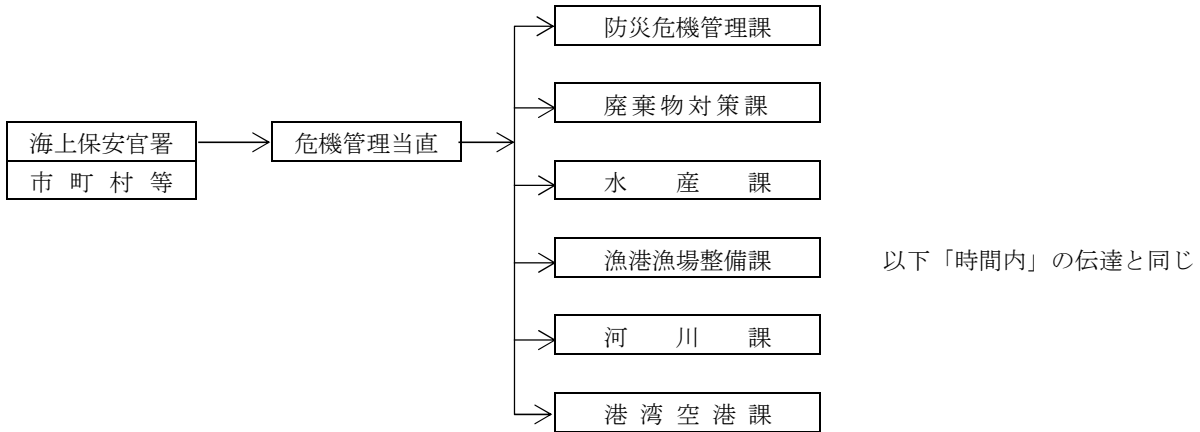 防災危機管理課
廃棄物対策課
海上保安官署
危機管理当直
市町村等
水産課
漁港漁場整備課
以下「時間内」の伝達と同じ
河川課
港湾空港課